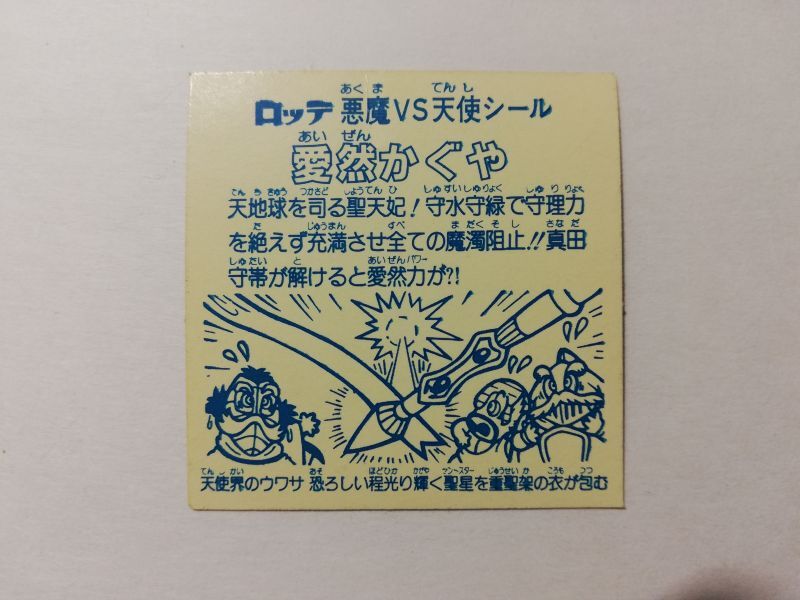 ロッテ 悪魔VS天使シール
愛然かぐや
天地球を司る聖天妃!守水守緑で守理力
を絶えず充満させ全ての魔濁阻止!!真田
守帯が解けると愛然力が?!
天使界のウワサ 恐ろしい程光り輝く聖星を重聖架の衣が包む